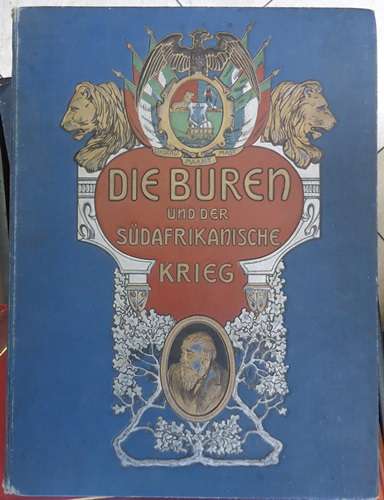 DIE BUREN
UND DER
SÜDAFRIKANISCHE
KRIEG